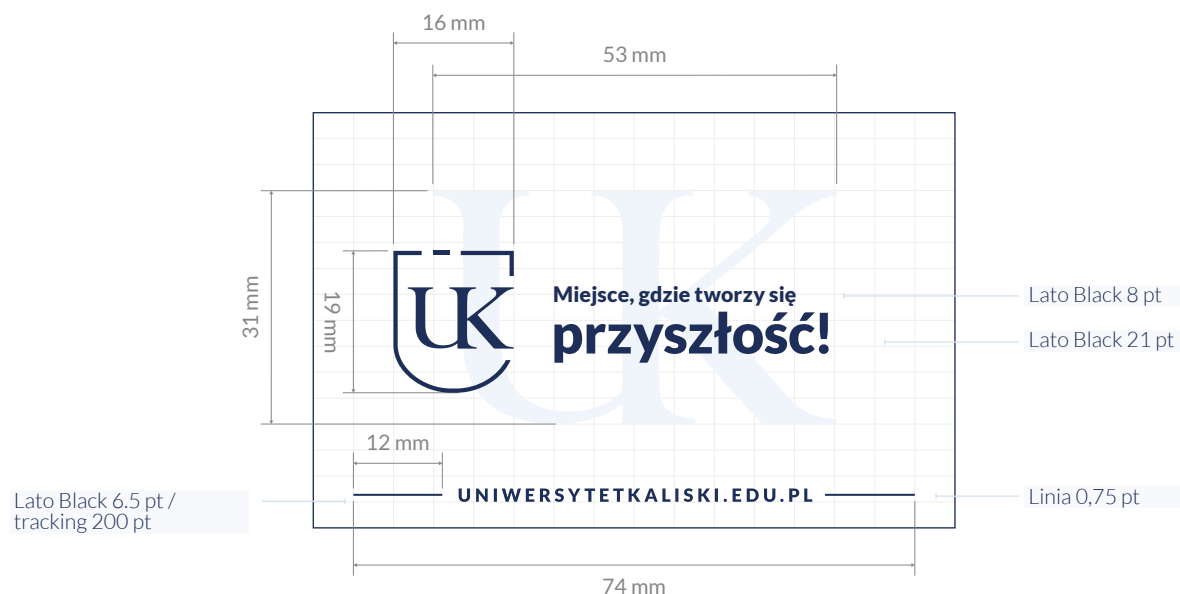 16 mm
53 mm
UK
31 mm
19 mm
UK
Miejsce, gdzie tworzy się
przyszłość!
Lato Black 8 pt
Lato Black 21 pt
12 mm
Lato Black 6.5 pt /
tracking 200 pt
UNIWERSYTETKALISKI.EDU.PL
Linia 0,75 pt
74 mm